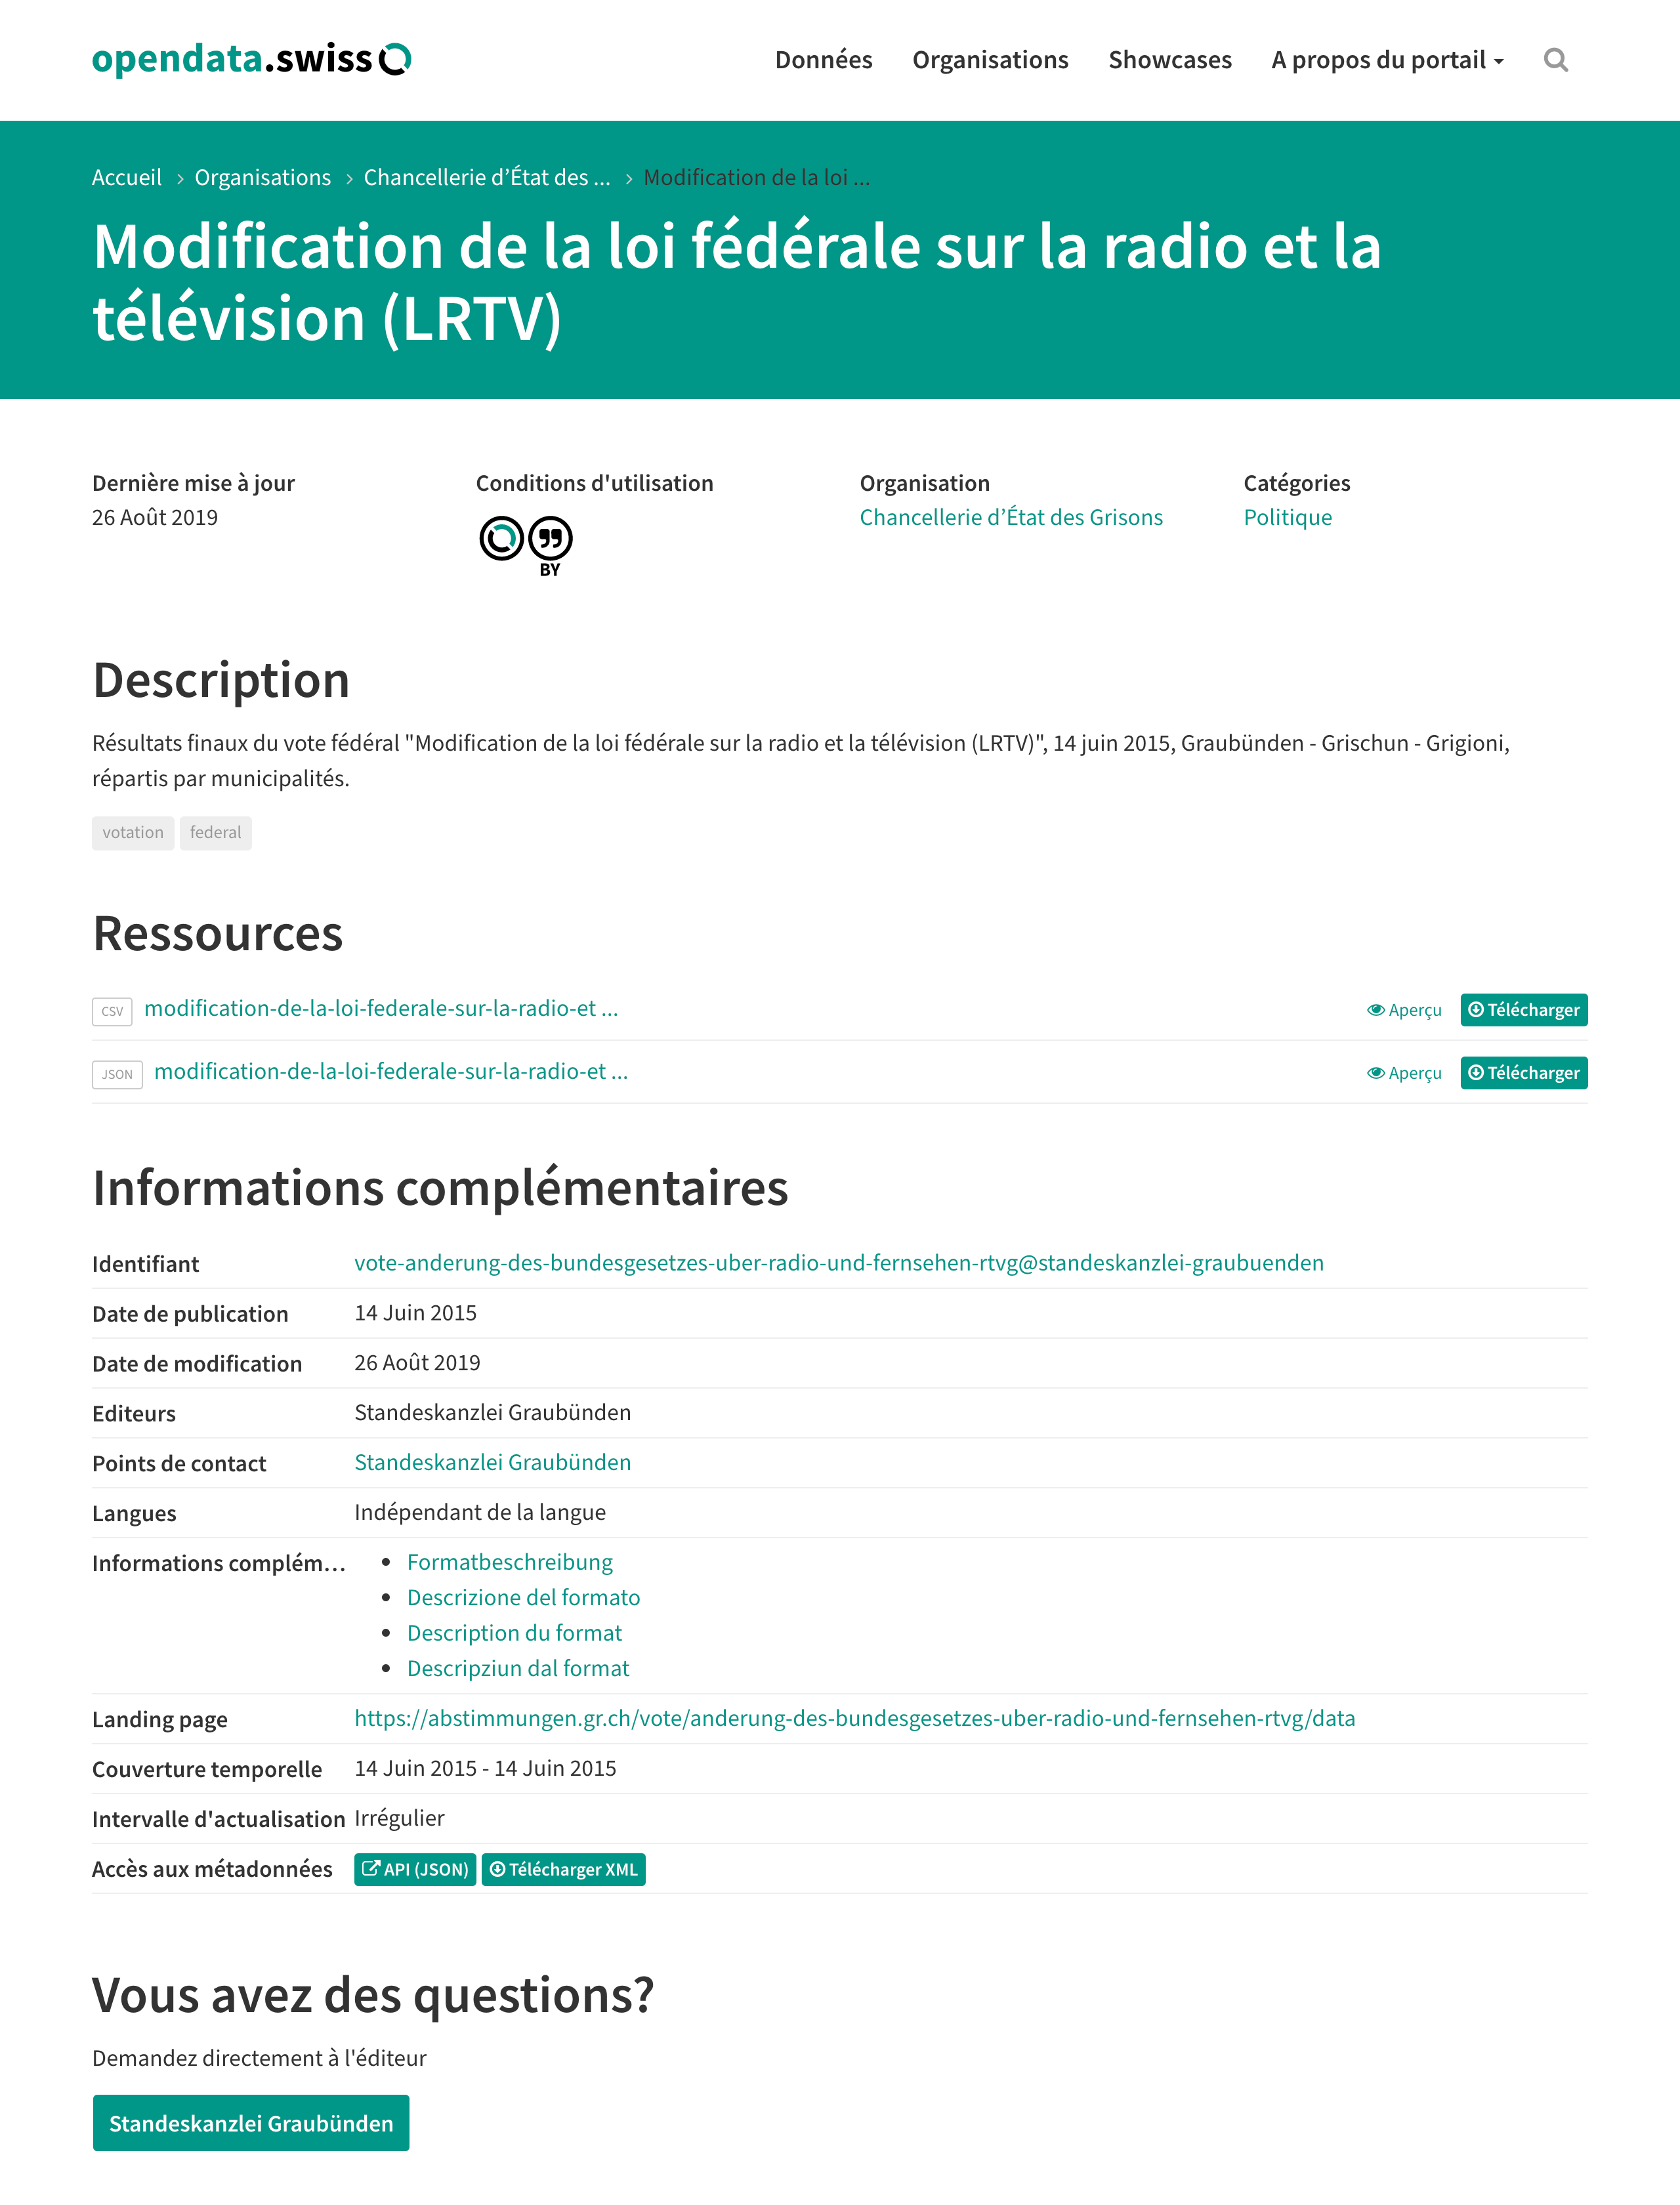 opendata.swiss
Données Organisations Showcases A propos du portail
Accueil > Organisations > Chancellerie d’État des ... > Modification de la loi ...
Modification de la loi fédérale sur la radio et la
télévision (LRTV)
Dernière mise à jour
26 Août 2019
Conditions d'utilisation
BY
Organisation
Chancellerie d’État des Grisons
Catégories
Politique
Description
Résultats finaux du vote fédéral "Modification de la loi fédérale sur la radio et la télévision (LRTV)", 14 juin 2015, Graubünden - Grischun - Grigioni,
répartis par municipalités.
votation federal
Ressources
CSV modification-de-la-loi-federale-sur-la-radio-et ... Aperçu Télécharger
JSON modification-de-la-loi-federale-sur-la-radio-et ... Aperçu Télécharger
Informations complémentaires
Identifiant vote-anderung-des-bundesgesetzes-uber-radio-und-fernsehen-rtvg@standeskanzlei-graubuenden
Date de publication 14 Juin 2015
Date de modification 26 Août 2019
Editeurs Standeskanzlei Graubünden
Points de contact Standeskanzlei Graubünden
Langues Indépendant de la langue
Informations complém… • Formatbeschreibung
• Descrizione del formato
• Description du format
• Descripziun dal format
Landing page https://abstimmungen.gr.ch/vote/anderung-des-bundesgesetzes-uber-radio-und-fernsehen-rtvg/data
Couverture temporelle 14 Juin 2015 - 14 Juin 2015
Intervalle d'actualisation Irrégulier
Accès aux métadonnées API (JSON) Télécharger XML
Vous avez des questions?
Demandez directement à l'éditeur
Standeskanzlei Graubünden